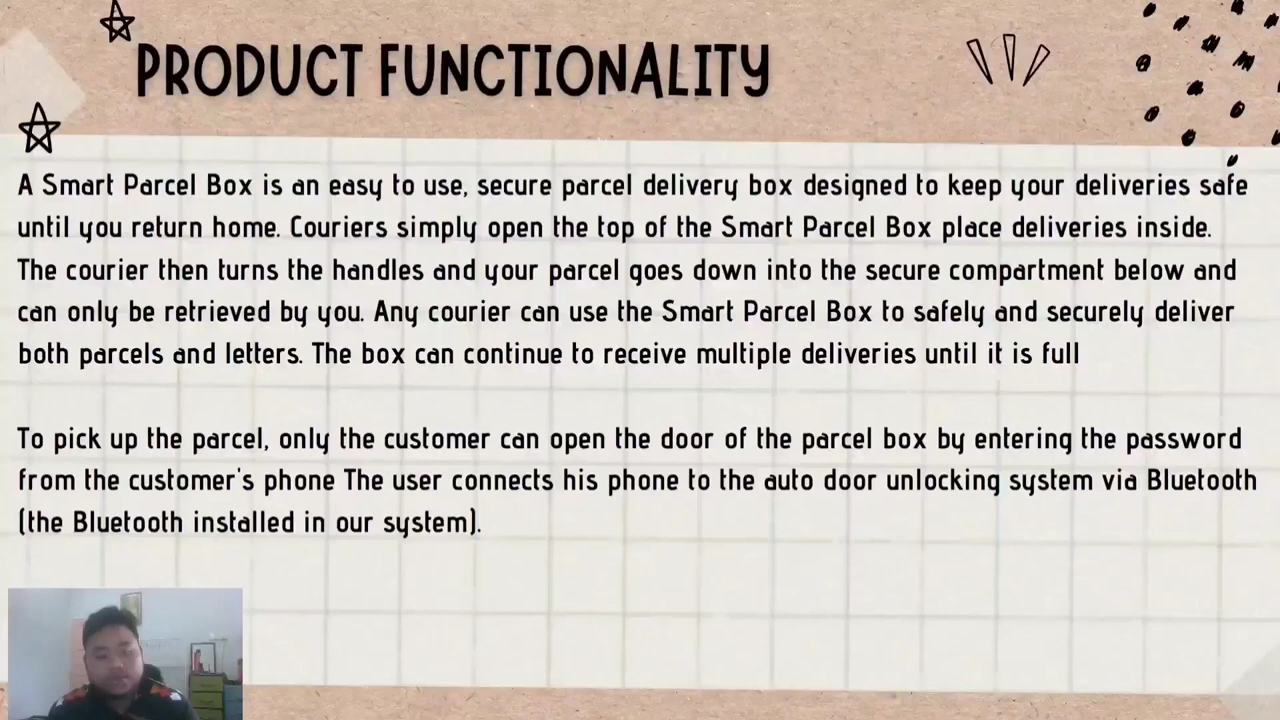 PRODUCT FUNCTIONALITY
A Smart Parcel Box is an easy to use, secure parcel delivery box designed to keep your deliveries safe
until you return home. Couriers simply open the top of the Smart Parcel Box place deliveries inside.
The courier then turns the handles and your parcel goes down into the secure compartment below and
can only be retrieved by you. Any courier can use the Smart Parcel Box to safely and securely deliver
both parcels and letters. The box can continue to receive multiple deliveries until it is full
To pick up the parcel, only the customer can open the door of the parcel box by entering the password
from the customer's phone The user connects his phone to the auto door unlocking system via Bluetooth
(the Bluetooth installed in our system).